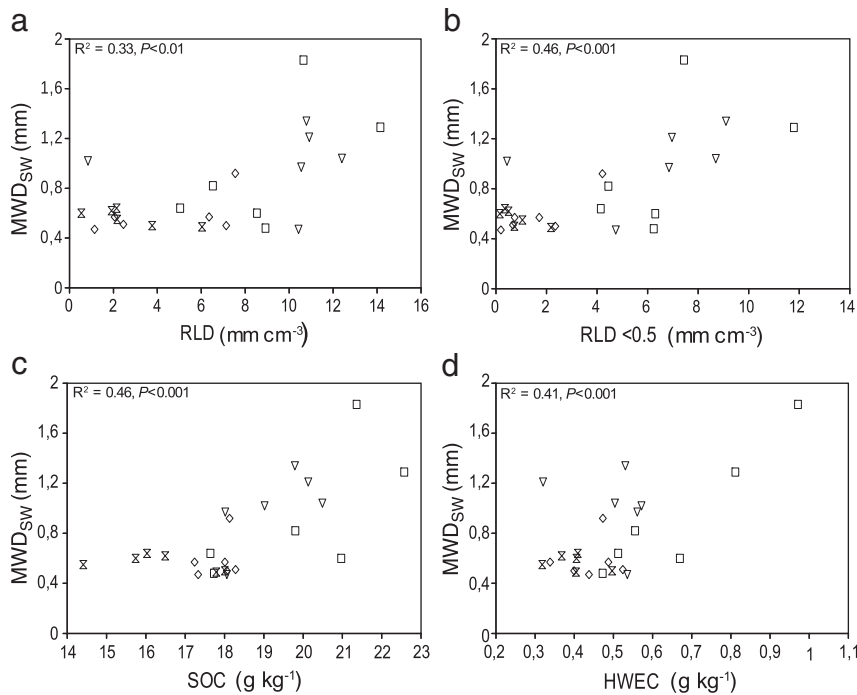 a
R² = 0.33, P<0.01
2
1,6
1,2
0,8
0,4
0
MWD_SW (mm)
0 2 4 6 8 10 12 14 16
RLD (mm cm⁻³)
b
R² = 0.46, P<0.001
2
1,6
1,2
0,8
0,4
0
MWD_SW (mm)
0 2 4 6 8 10 12 14
RLD <0.5 (mm cm⁻³)
c
R² = 0.46, P<0.001
2
1,6
1,2
0,8
0,4
0
MWD_SW (mm)
14 15 16 17 18 19 20 21 22 23
SOC (g kg⁻¹)
d
R² = 0.41, P<0.001
2
1,6
1,2
0,8
0,4
0
MWD_SW (mm)
0,2 0,3 0,4 0,5 0,6 0,7 0,8 0,9 1 1,1
HWEC (g kg⁻¹)